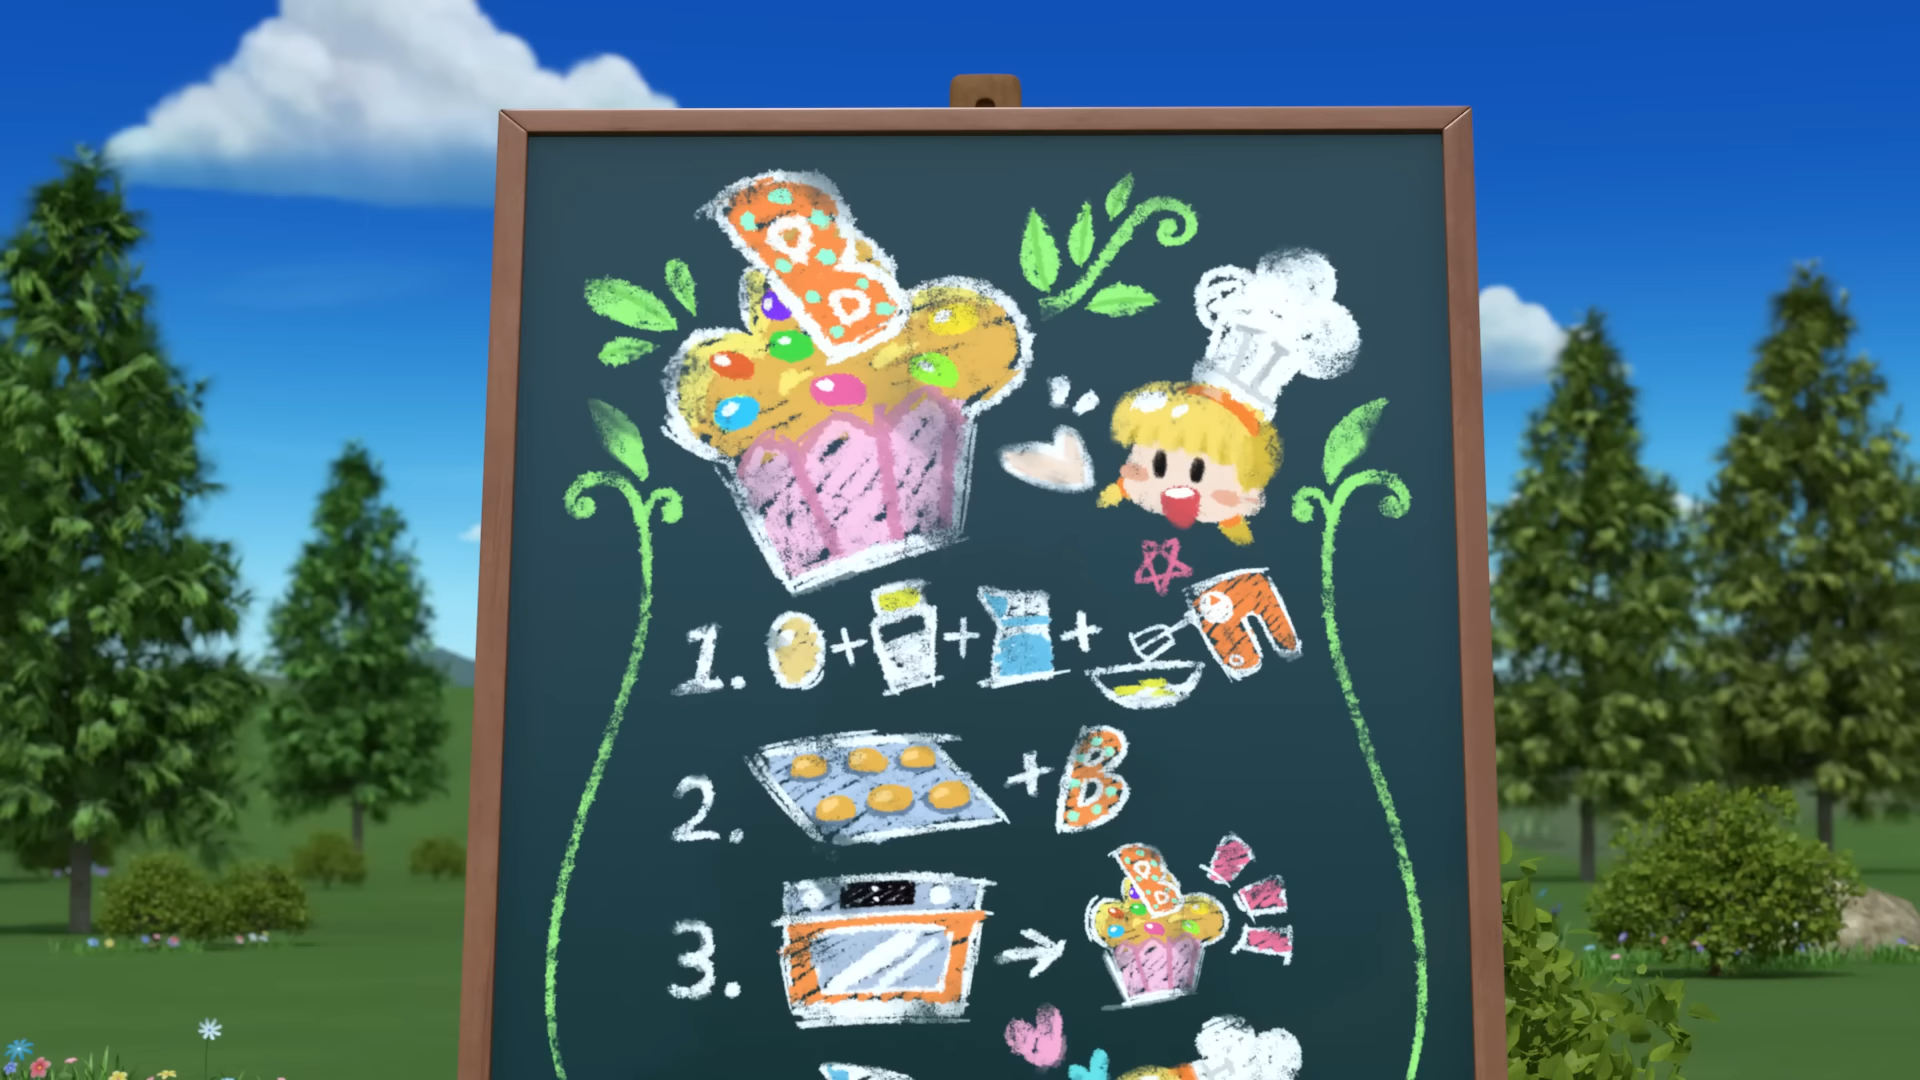 B
1. + + +
2. + B
3. → B